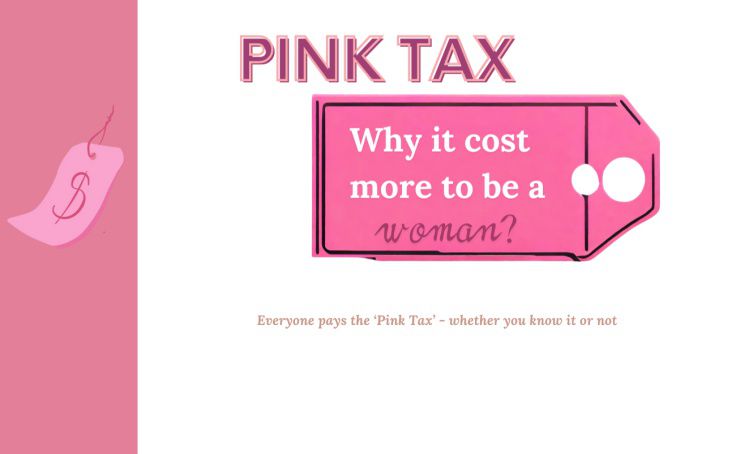 $
PINK TAX
Why it cost
more to be a
woman?
Everyone pays the ‘Pink Tax’ - whether you know it or not